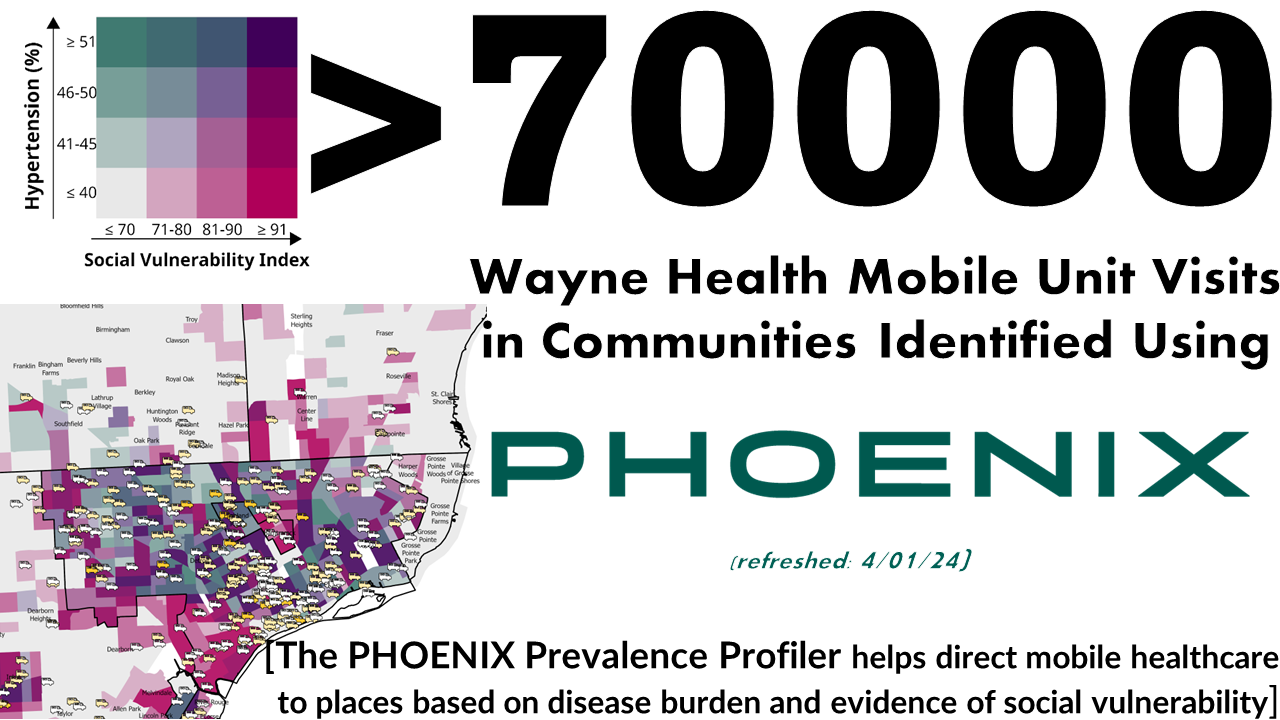 Hypertension (%)
≥ 51
46-50
41-45
≤ 40
≤ 70 71-80 81-90 ≥ 91
Social Vulnerability Index
>70000
Wayne Health Mobile Unit Visits
in Communities Identified Using
PHOENIX
(refreshed: 4/01/24)
[The PHOENIX Prevalence Profiler helps direct mobile healthcare
to places based on disease burden and evidence of social vulnerability]
Bloomfield Hills
Troy
Sterling
Heights
Birmingham
Clawson
Fraser
Franklin
Bingham
Farms
Beverly Hills
Royal Oak
Madison
Heights
Roseville
Berkley
Lathrup
Village
Warren
St. Clair
Shores
Southfield
Huntington
Woods
Pleasant
Ridge
Hazel Park
Center
Line
Oak Park
Eastpointe
Harper
Woods
Grosse
Pointe
Woods
Village
of Grosse
Pointe Shores
Grosse
Pointe
Farms
Grosse
Pointe
Grosse
Pointe
Park
Dearborn
Heights
Dearborn
Melvindale
Allen Park
Lincoln Park
Taylor
Rouge